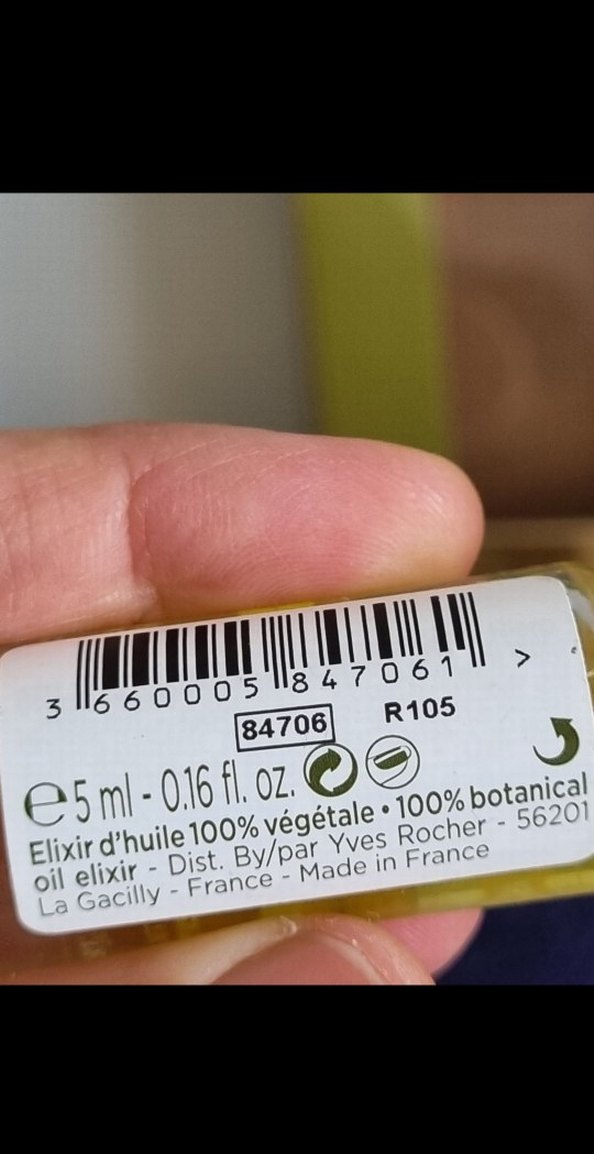 3 660005 847061 >
84706 R105
℮ 5 ml - 0.16 fl. oz.
Elixir d'huile 100% végétale • 100% botanical
oil elixir - Dist. By/par Yves Rocher - 56201
La Gacilly - France - Made in France